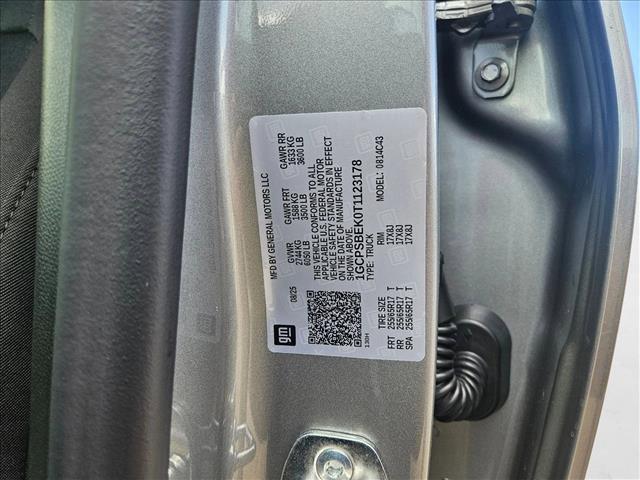 MFD BY GENERAL MOTORS LLC
08/25 GVWR GAWR FRT GAWR RR
2744 KG 1588 KG 1633 KG
6050 LB 3500 LB 3600 LB
THIS VEHICLE CONFORMS TO ALL
APPLICABLE U.S. FEDERAL MOTOR
VEHICLE SAFETY STANDARDS IN EFFECT
ON THE DATE OF MANUFACTURE
SHOWN ABOVE.
1GCPSBEK0T1123178
TYPE: TRUCK MODEL: 0814C43
gm
130H
TIRE SIZE RIM
FRT 255/65R17 T 17X8J
RR 255/65R17 T 17X8J
SPA 255/65R17 T 17X8J